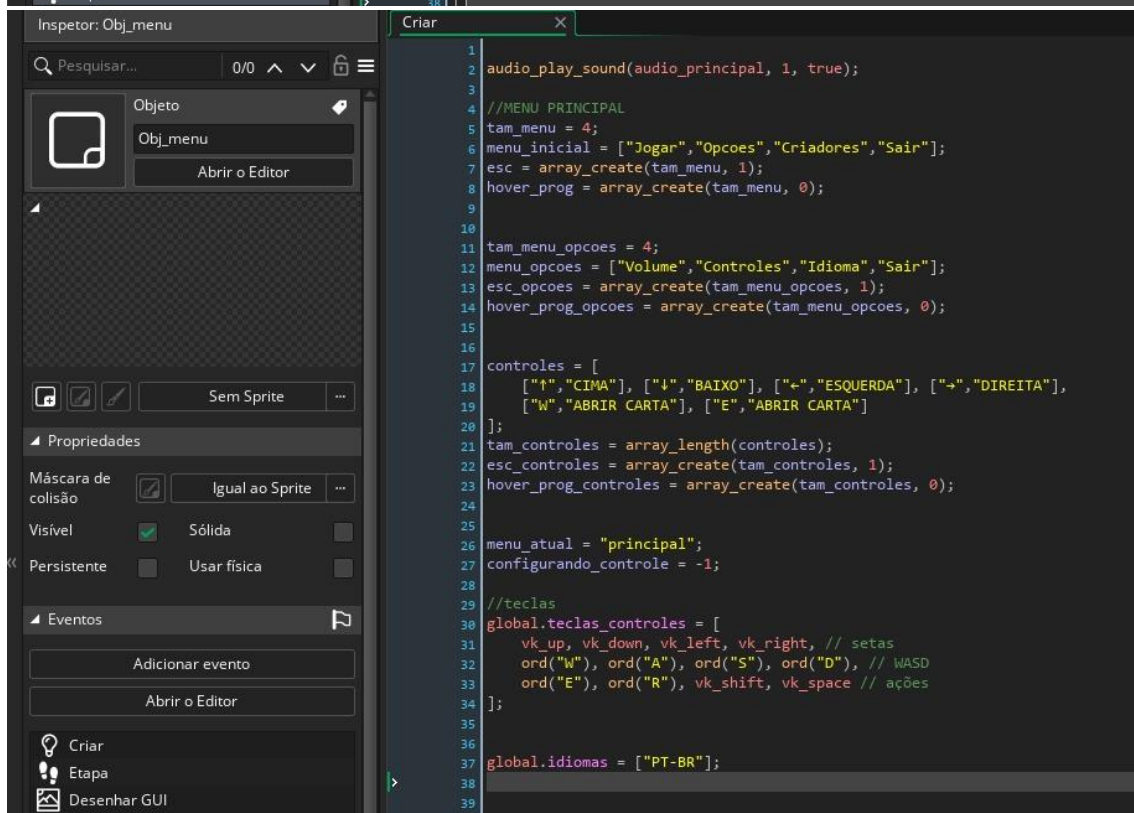 38
Inspetor: Obj_menu
Pesquisar...
0/0
Objeto
Obj_menu
Abrir o Editor
Sem Sprite
...
Propriedades
Máscara de colisão
Igual ao Sprite
...
Visível
Sólida
Persistente
Usar física
Eventos
Adicionar evento
Abrir o Editor
Criar
Etapa
Desenhar GUI
Criar
1
2 audio_play_sound(audio_principal, 1, true);
3
4 //MENU PRINCIPAL
5 tam_menu = 4;
6 menu_inicial = ["Jogar","Opcoes","Criadores","Sair"];
7 esc = array_create(tam_menu, 1);
8 hover_prog = array_create(tam_menu, 0);
9
10
11 tam_menu_opcoes = 4;
12 menu_opcoes = ["Volume","Controles","Idioma","Sair"];
13 esc_opcoes = array_create(tam_menu_opcoes, 1);
14 hover_prog_opcoes = array_create(tam_menu_opcoes, 0);
15
16
17 controles = [
18 ["↑","CIMA"], ["↓","BAIXO"], ["←","ESQUERDA"], ["→","DIREITA"],
19 ["W","ABRIR CARTA"], ["E","ABRIR CARTA"]
20 ];
21 tam_controles = array_length(controles);
22 esc_controles = array_create(tam_controles, 1);
23 hover_prog_controles = array_create(tam_controles, 0);
24
25
26 menu_atual = "principal";
27 configurando_controle = -1;
28
29 //teclas
30 global.teclas_controles = [
31 vk_up, vk_down, vk_left, vk_right, // setas
32 ord("W"), ord("A"), ord("S"), ord("D"), // WASD
33 ord("E"), ord("R"), vk_shift, vk_space // ações
34 ];
35
36
37 global.idiomas = ["PT-BR"];
38
39